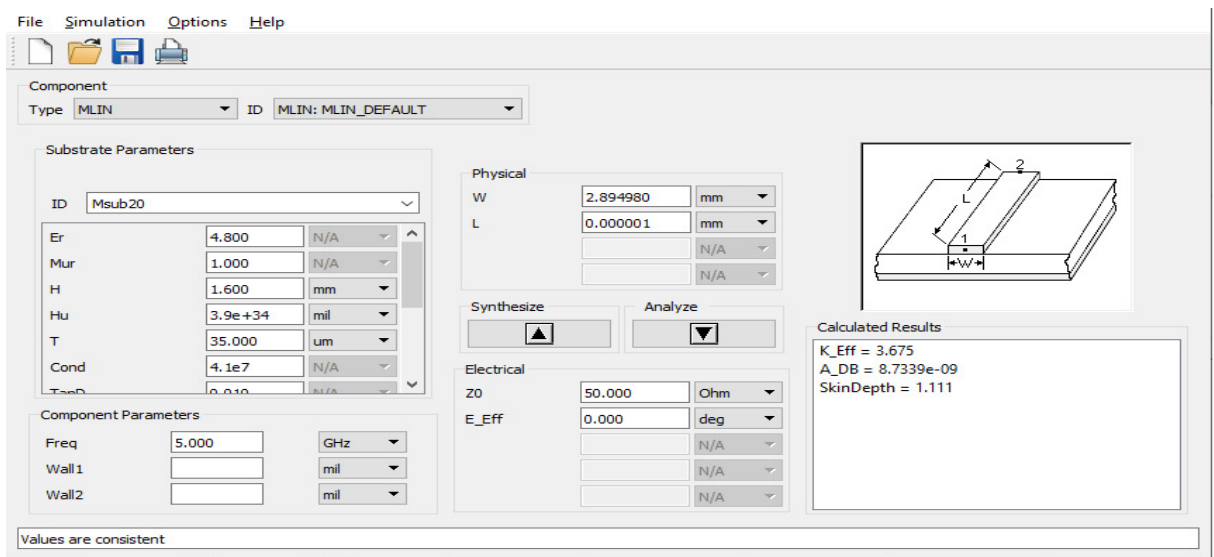 File Simulation Options Help
Component
Type MLIN ID MLIN: MLIN_DEFAULT
Substrate Parameters
ID Msub20
Er 4.800 N/A
Mur 1.000 N/A
H 1.600 mm
Hu 3.9e+34 mil
T 35.000 um
Cond 4.1e7 N/A
TanD 0.010 N/A
Component Parameters
Freq 5.000 GHz
Wall1 mil
Wall2 mil
Physical
W 2.894980 mm
L 0.000001 mm
N/A
N/A
Synthesize Analyze
Electrical
Z0 50.000 Ohm
E_Eff 0.000 deg
N/A
N/A
N/A
2
L
1
W
Calculated Results
K_Eff = 3.675
A_DB = 8.7339e-09
SkinDepth = 1.111
Values are consistent